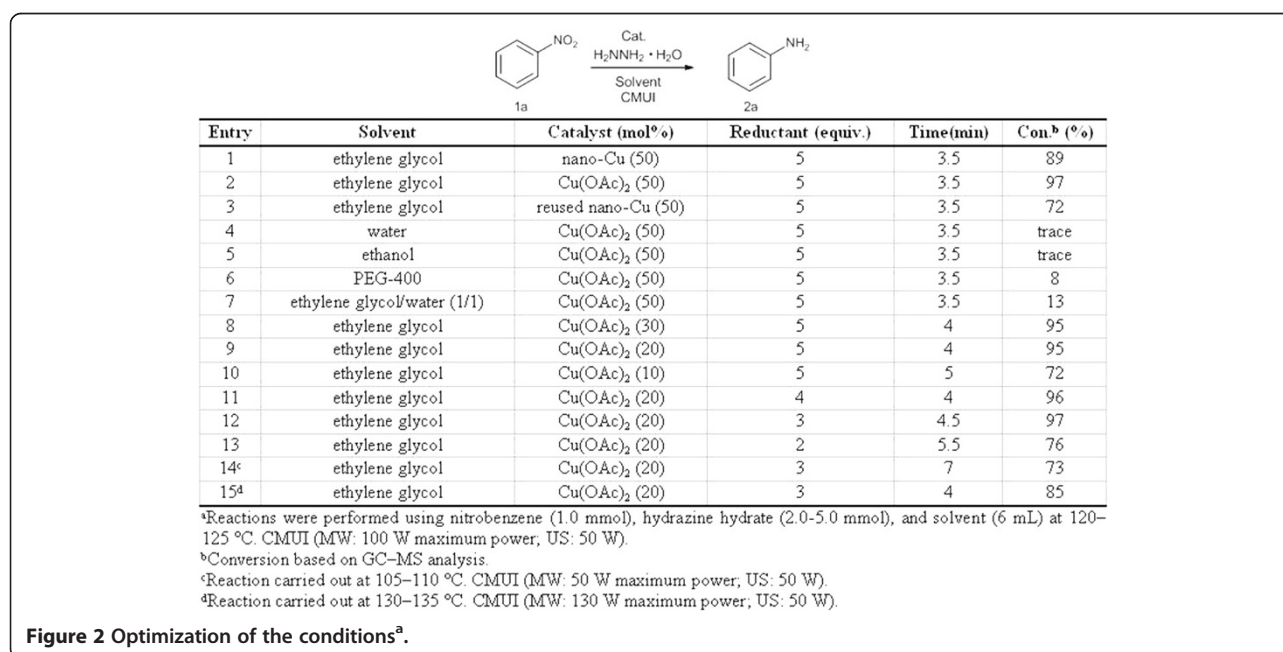 NO₂
Cat.
H₂NNH₂ • H₂O
Solvent
CMUI
NH₂
1a
2a
Entry Solvent Catalyst (mol%) Reductant (equiv.) Time(min) Con.ᵇ (%)
1 ethylene glycol nano-Cu (50) 5 3.5 89
2 ethylene glycol Cu(OAc)₂ (50) 5 3.5 97
3 ethylene glycol reused nano-Cu (50) 5 3.5 72
4 water Cu(OAc)₂ (50) 5 3.5 trace
5 ethanol Cu(OAc)₂ (50) 5 3.5 trace
6 PEG-400 Cu(OAc)₂ (50) 5 3.5 8
7 ethylene glycol/water (1/1) Cu(OAc)₂ (50) 5 3.5 13
8 ethylene glycol Cu(OAc)₂ (30) 5 4 95
9 ethylene glycol Cu(OAc)₂ (20) 5 4 95
10 ethylene glycol Cu(OAc)₂ (10) 5 5 72
11 ethylene glycol Cu(OAc)₂ (20) 4 4 96
12 ethylene glycol Cu(OAc)₂ (20) 3 4.5 97
13 ethylene glycol Cu(OAc)₂ (20) 2 5.5 76
14ᶜ ethylene glycol Cu(OAc)₂ (20) 3 7 73
15ᵈ ethylene glycol Cu(OAc)₂ (20) 3 4 85
ᵃReactions were performed using nitrobenzene (1.0 mmol), hydrazine hydrate (2.0-5.0 mmol), and solvent (6 mL) at 120–
125 °C. CMUI (MW: 100 W maximum power; US: 50 W).
ᵇConversion based on GC–MS analysis.
ᶜReaction carried out at 105–110 °C. CMUI (MW: 50 W maximum power; US: 50 W).
ᵈReaction carried out at 130–135 °C. CMUI (MW: 130 W maximum power; US: 50 W).
Figure 2 Optimization of the conditionsᵃ.